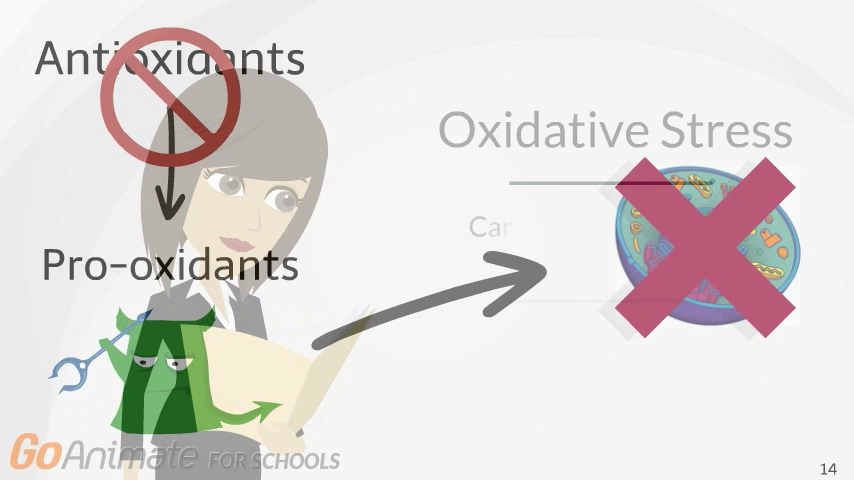 Antioxidants
Oxidative Stress
Car
Pro-oxidants
GoAnimate FOR SCHOOLS
14